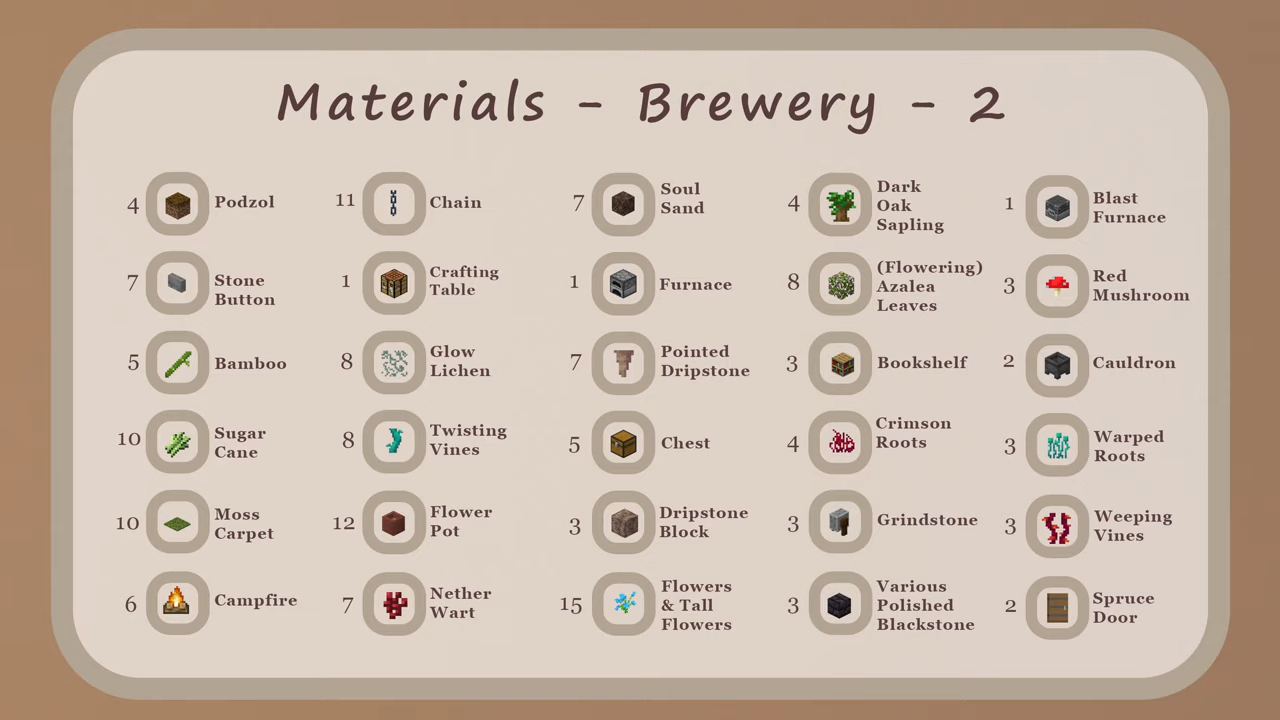 Materials - Brewery - 2
4 Podzol
7 Stone
Button
5 Bamboo
10 Sugar
Cane
10 Moss
Carpet
6 Campfire
11 Chain
1 Crafting
Table
8 Glow
Lichen
8 Twisting
Vines
12 Flower
Pot
7 Nether
Wart
7 Soul
Sand
1 Furnace
7 Pointed
Dripstone
5 Chest
3 Dripstone
Block
15 Flowers
& Tall
Flowers
4 Dark
Oak
Sapling
8 (Flowering)
Azalea
Leaves
3 Bookshelf
4 Crimson
Roots
3 Grindstone
3 Various
Polished
Blackstone
1 Blast
Furnace
3 Red
Mushroom
2 Cauldron
3 Warped
Roots
3 Weeping
Vines
2 Spruce
Door